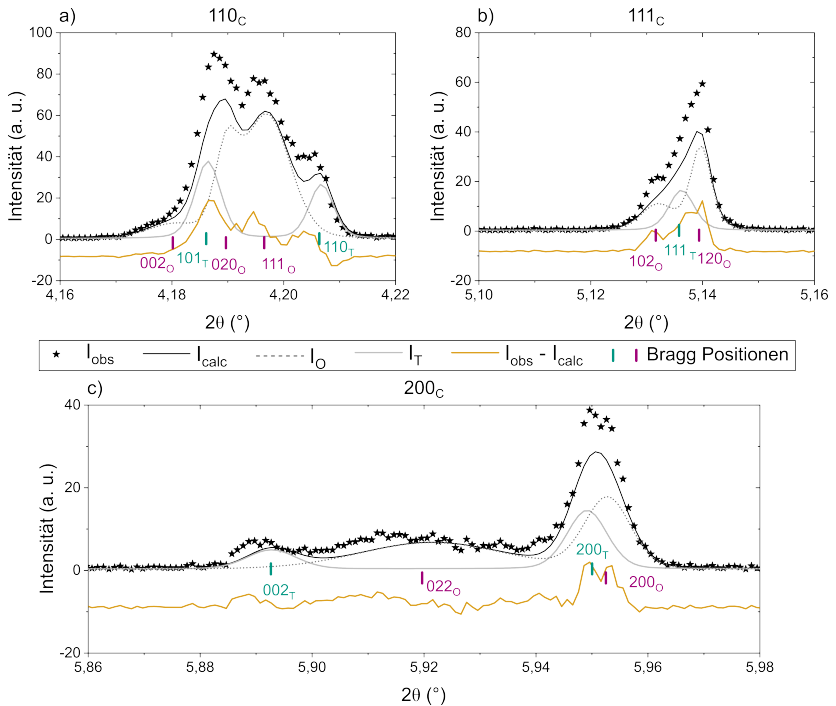 a) 110C
Intensität (a. u.)
100
80
60
40
20
0
-20
002O 101T 020O 111O 110T
4,16 4,18 4,20 4,22
2θ (°)
b) 111C
Intensität (a. u.)
80
60
40
20
0
-20
102O 111T 120O
5,10 5,12 5,14 5,16
2θ (°)
Iobs Icalc IO IT Iobs - Icalc Bragg Positionen
c) 200C
Intensität (a. u.)
40
20
0
-20
002T 022O 200T 200O
5,86 5,88 5,90 5,92 5,94 5,96 5,98
2θ (°)